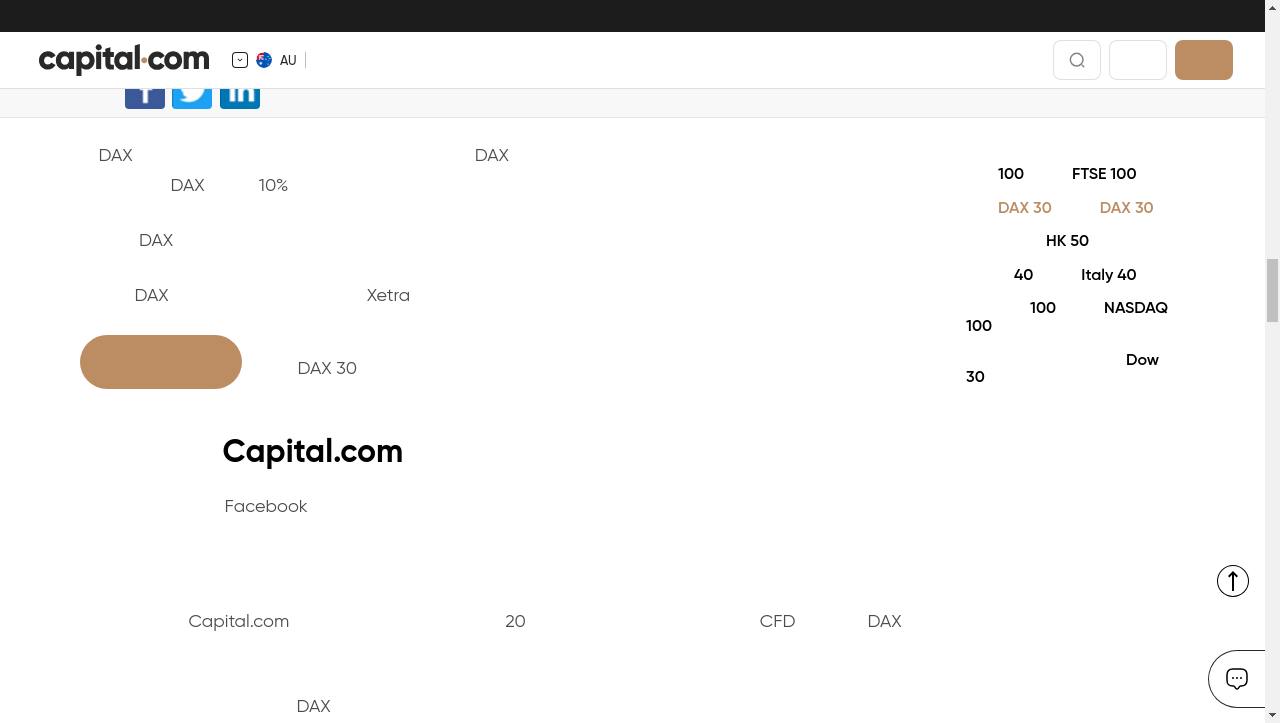 capital.com
AU
DAX DAX
DAX 10%
DAX
DAX Xetra
DAX 30
Capital.com
Facebook
Capital.com 20 CFD DAX
DAX
100 FTSE 100
DAX 30 DAX 30
HK 50
40 Italy 40
100 NASDAQ
100
Dow
30